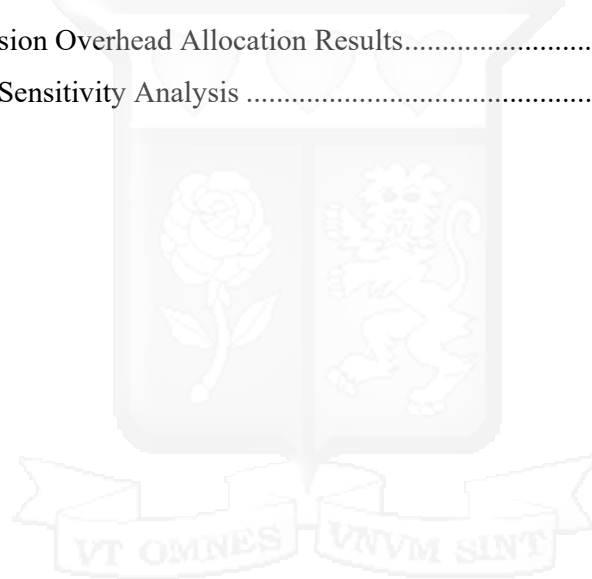 sion Overhead Allocation Results..........................
Sensitivity Analysis ................................................
VT OMNES VNVM SINT